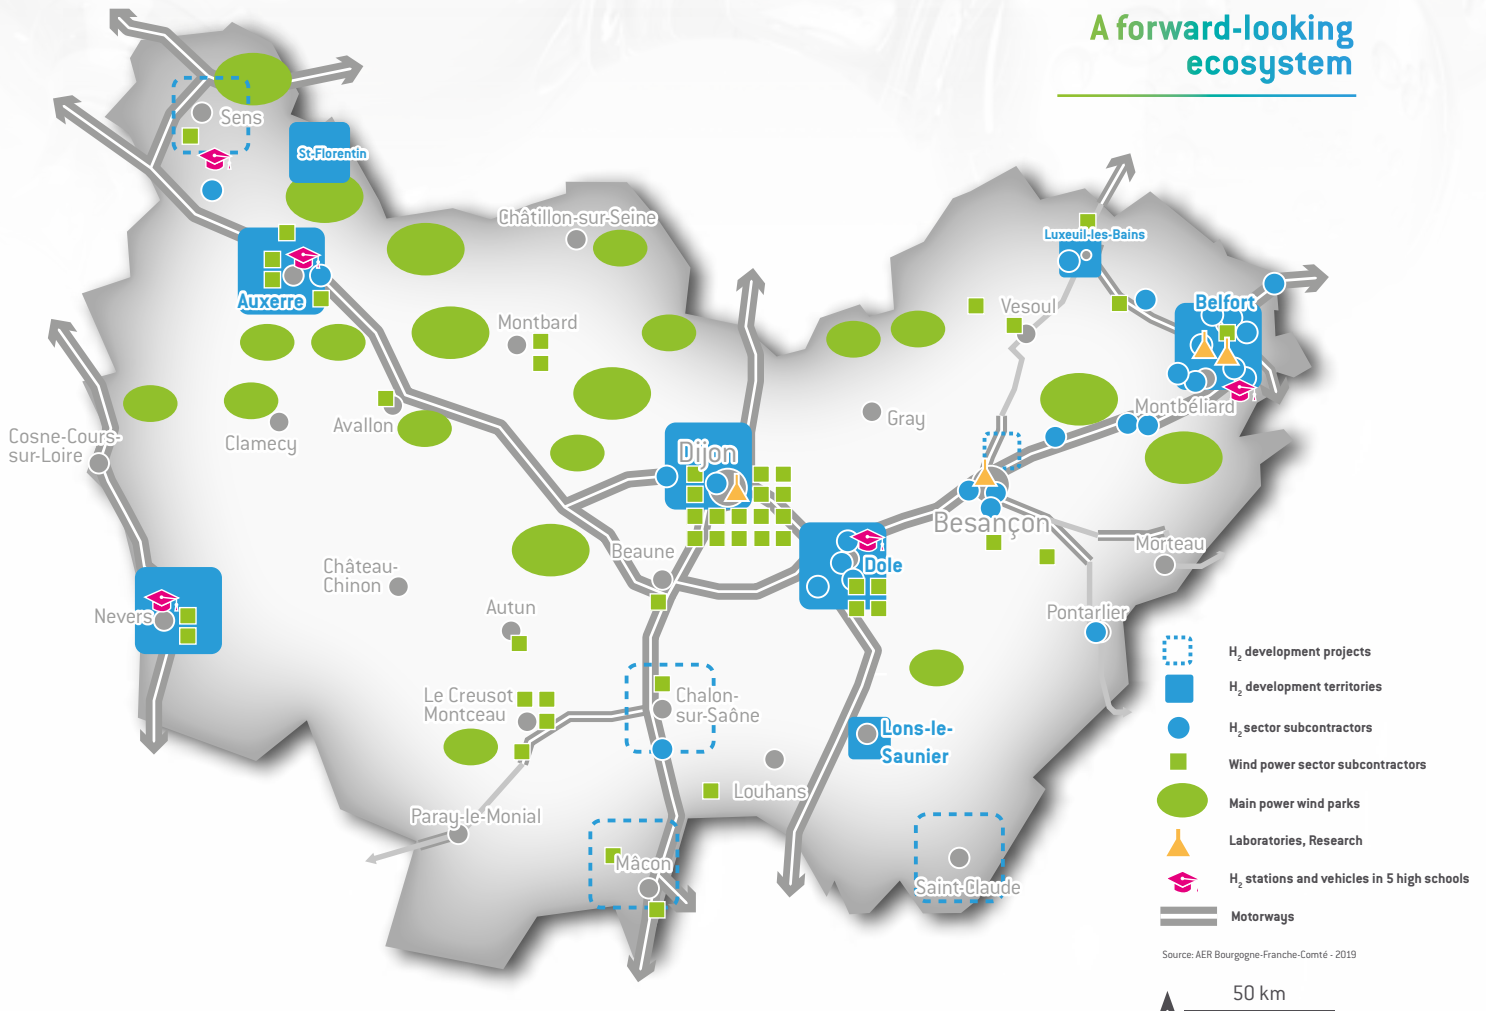 A forward-looking
ecosystem
Sens
St-Florentin
Châtillon-sur-Seine
Luxeuil-les-Bains
Auxerre
Belfort
Vesoul
Montbard
Montbéliard
Avallon
Gray
Clamecy
Cosne-Cours-
sur-Loire
Dijon
Besançon
Morteau
Beaune
Dole
Château-
Chinon
Autun
Nevers
Pontarlier
Le Creusot
Montceau
Chalon-
sur-Saône
Lons-le-
Saunier
Louhans
Paray-le-Monial
Mâcon
Saint-Claude
H2 development projects
H2 development territories
H2 sector subcontractors
Wind power sector subcontractors
Main power wind parks
Laboratories, Research
H2 stations and vehicles in 5 high schools
Motorways
Source: AER Bourgogne-Franche-Comté - 2019
50 km